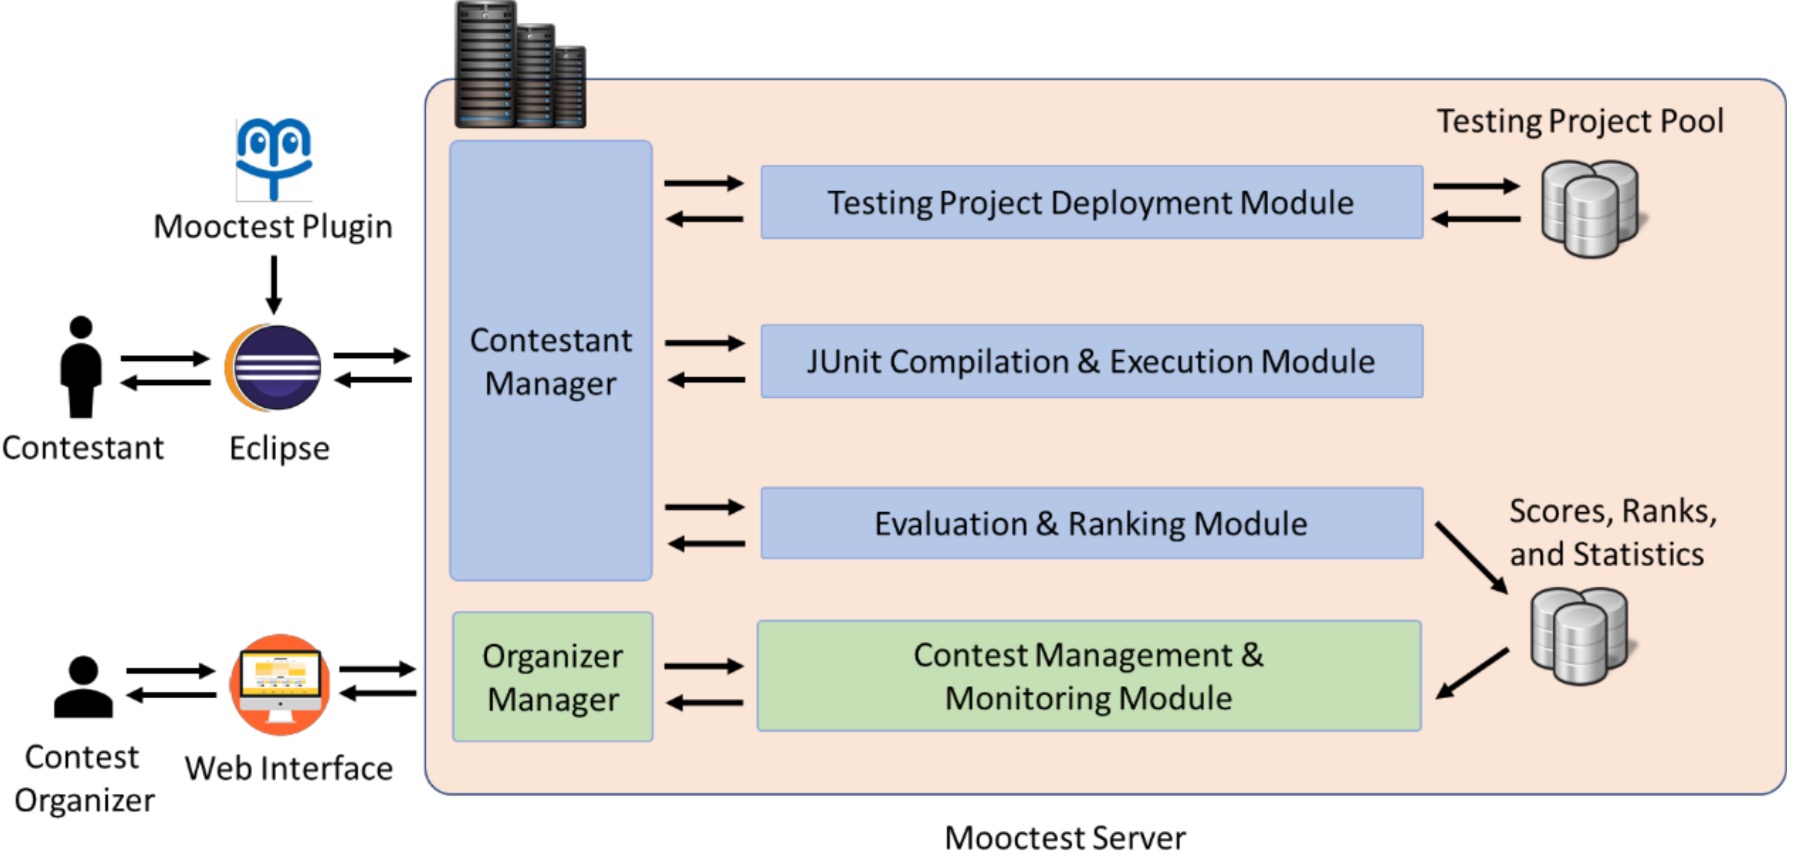 Testing Project Pool
Mooctest Plugin
Testing Project Deployment Module
Contestant
Manager
JUnit Compilation & Execution Module
Contestant
Eclipse
Evaluation & Ranking Module
Scores, Ranks,
and Statistics
Organizer
Manager
Contest Management &
Monitoring Module
Contest
Organizer
Web Interface
Mooctest Server